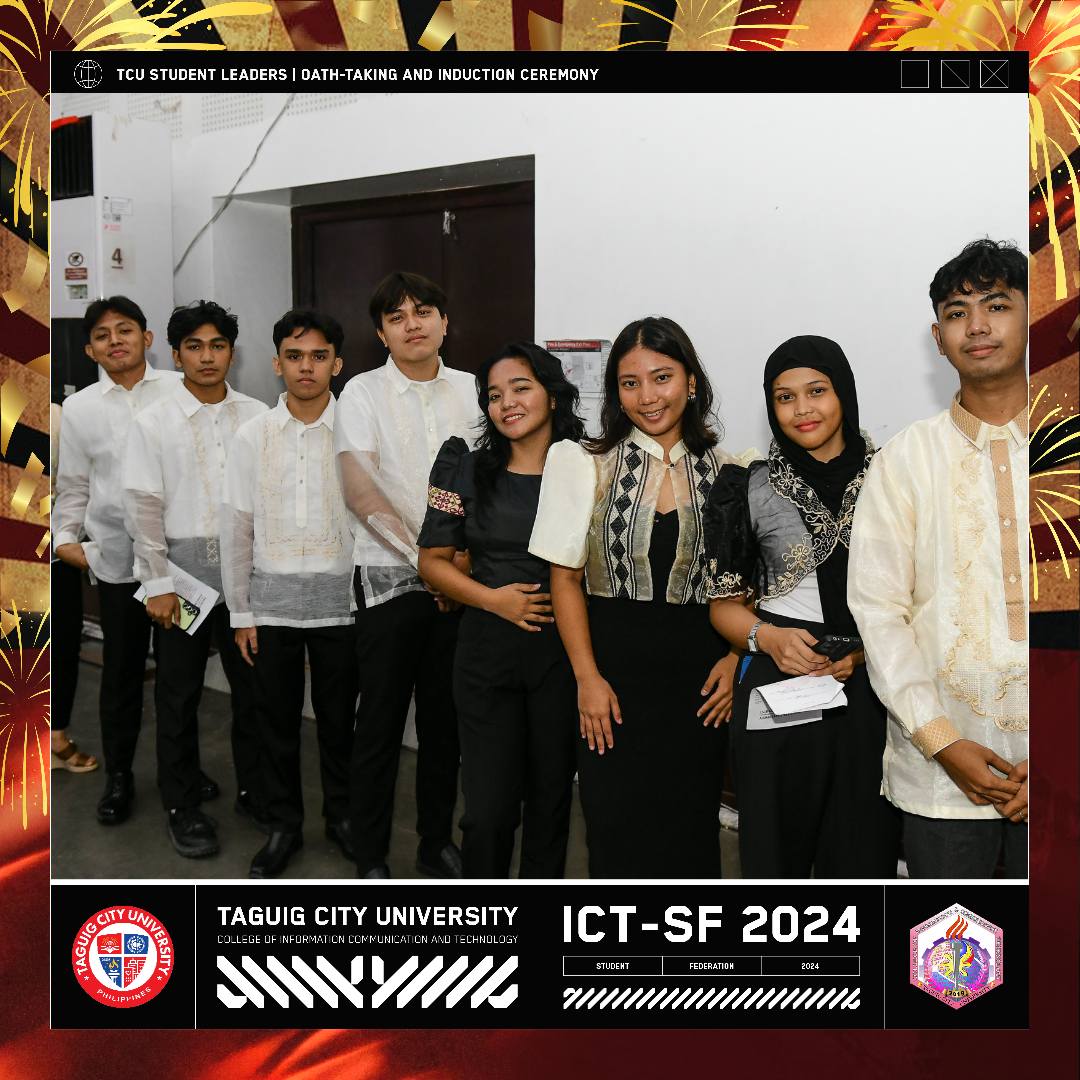 TCU STUDENT LEADERS | OATH-TAKING AND INDUCTION CEREMONY
4
TAGUIG CITY UNIVERSITY
PHILIPPINES
TAGUIG CITY UNIVERSITY
COLLEGE OF INFORMATION COMMUNICATION AND TECHNOLOGY
ICT-SF 2024
STUDENT
FEDERATION
2024
2019